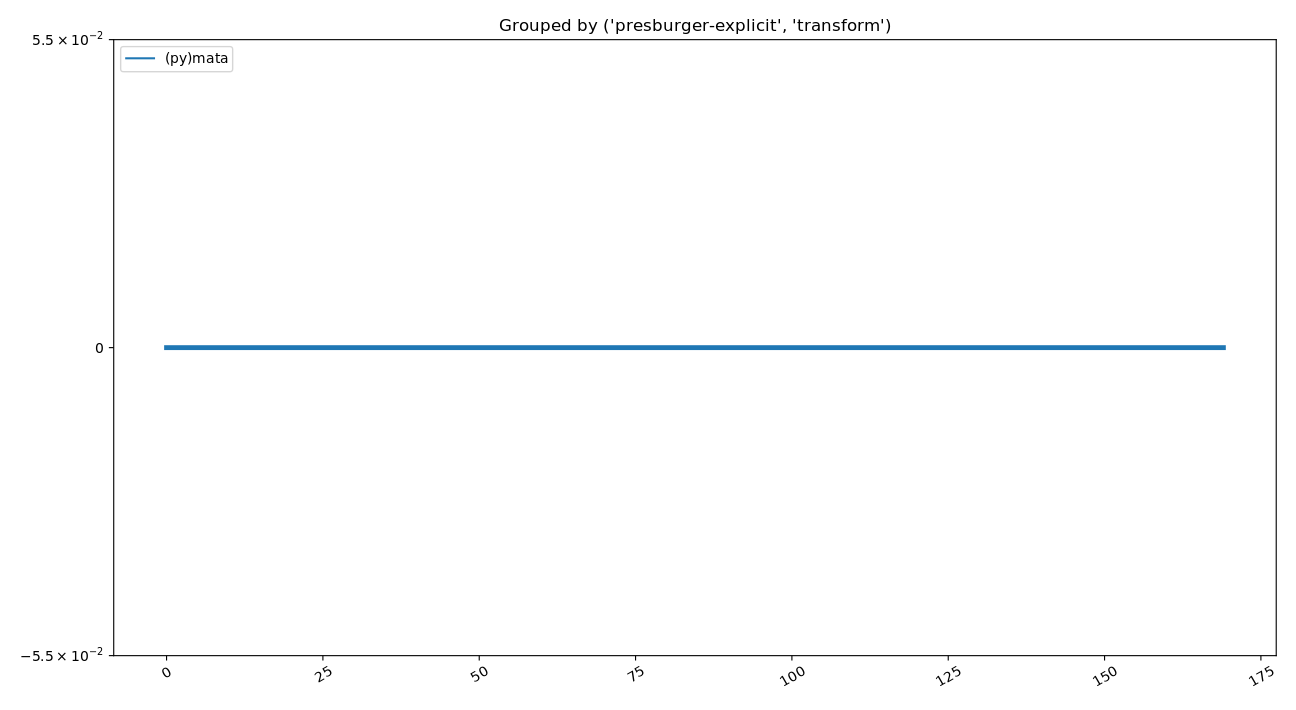 Grouped by ('presburger-explicit', 'transform')
5.5 × 10⁻²
(py)mata
0
−5.5 × 10⁻²
0 25 50 75 100 125 150 175